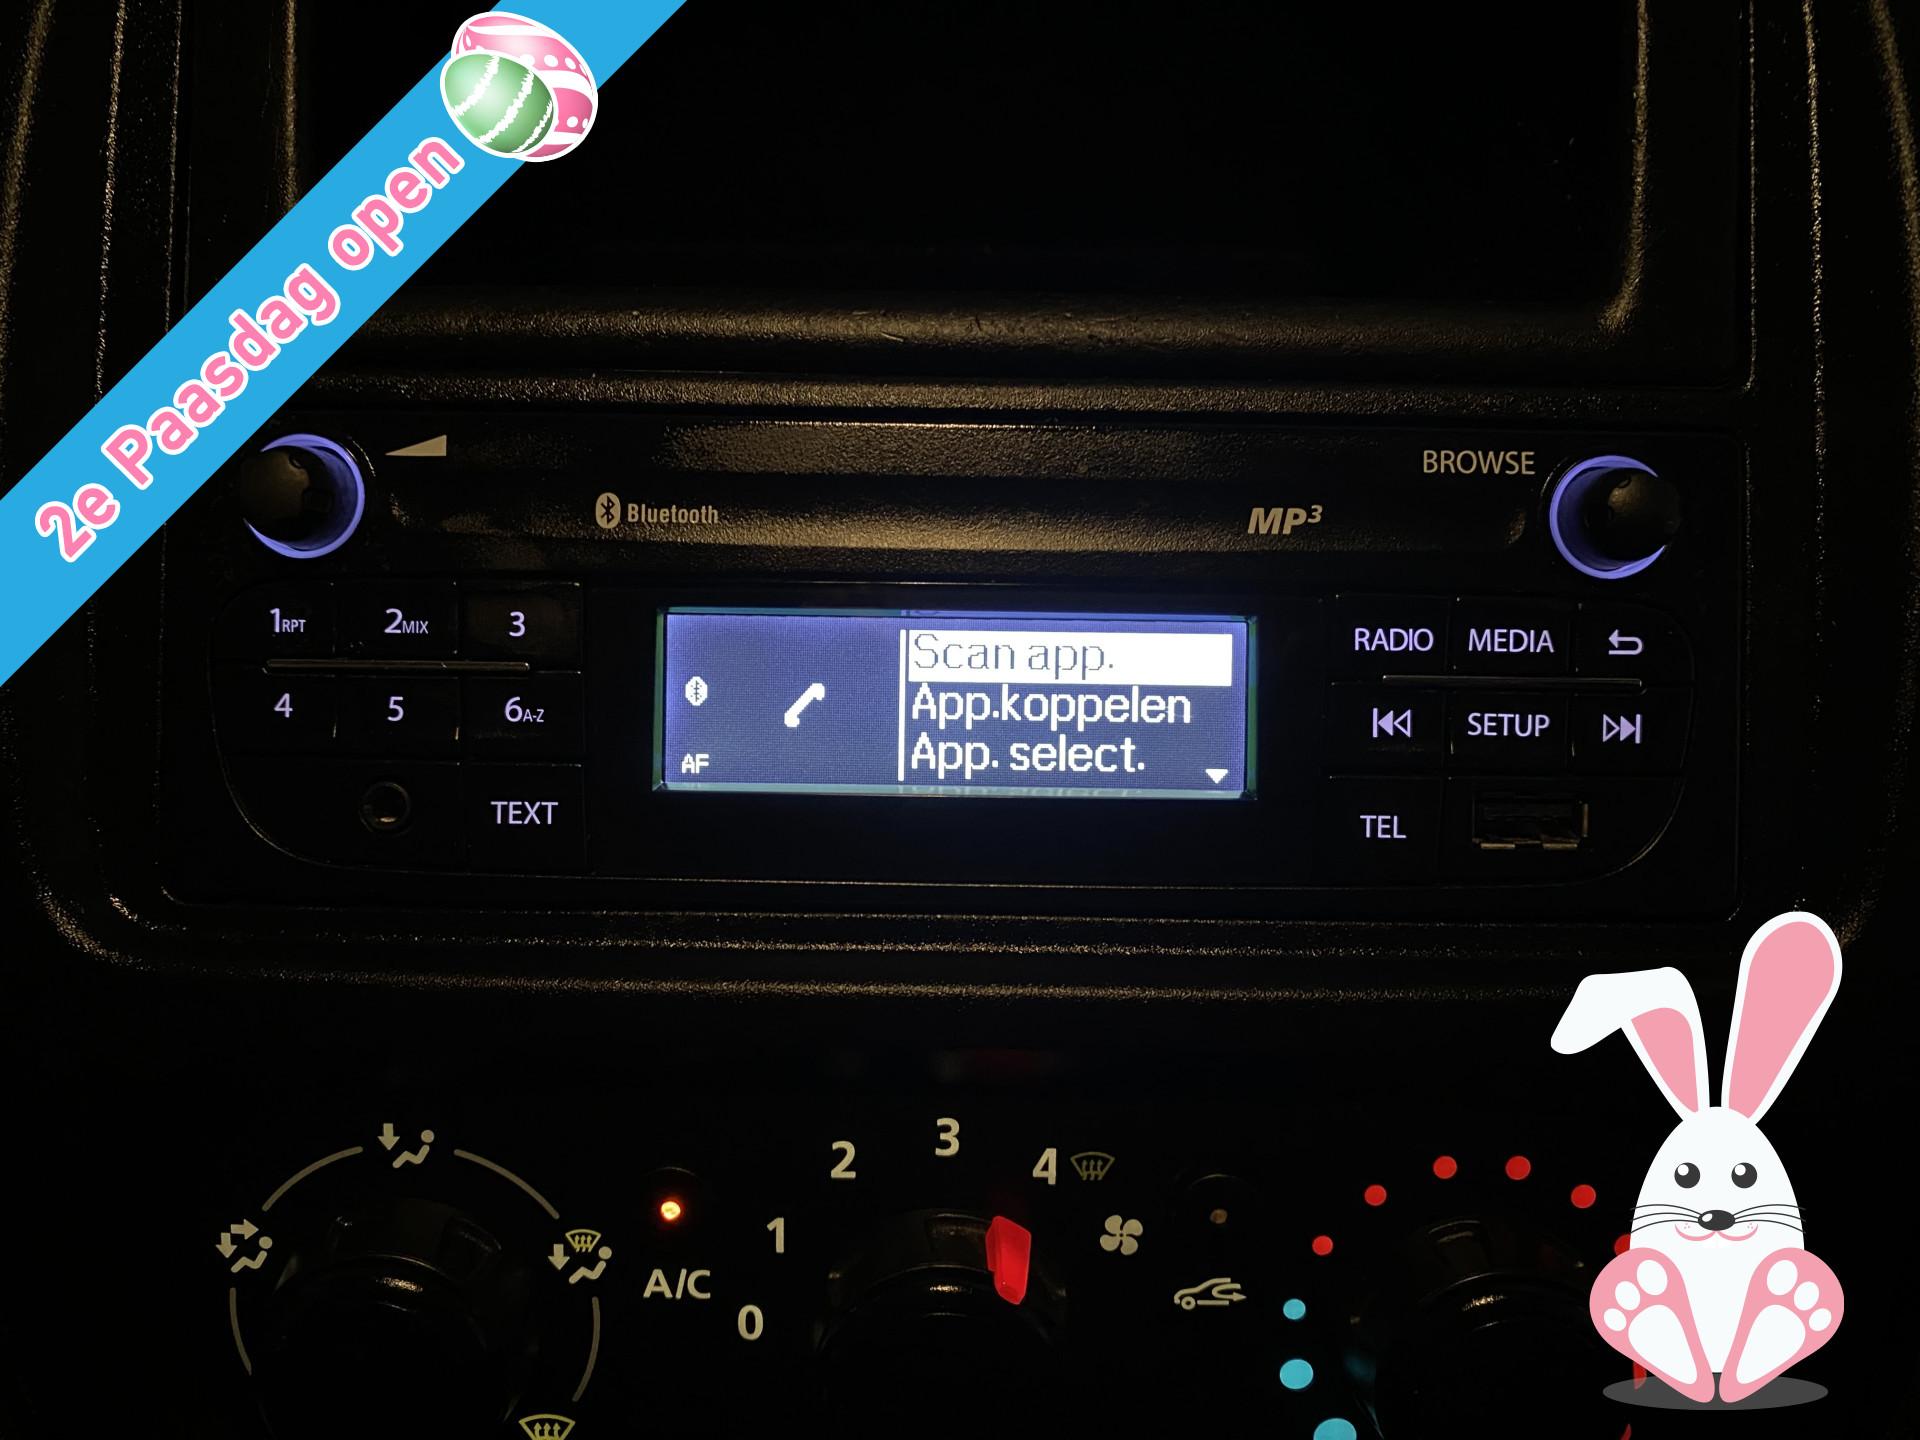 2e Paasdag open
BROWSE
Bluetooth
MP3
1RPT 2MIX 3
4 5 6A-Z
TEXT
Scan app.
App.koppelen
App. select.
AF
RADIO MEDIA
SETUP
TEL
A/C
0 1 2 3 4